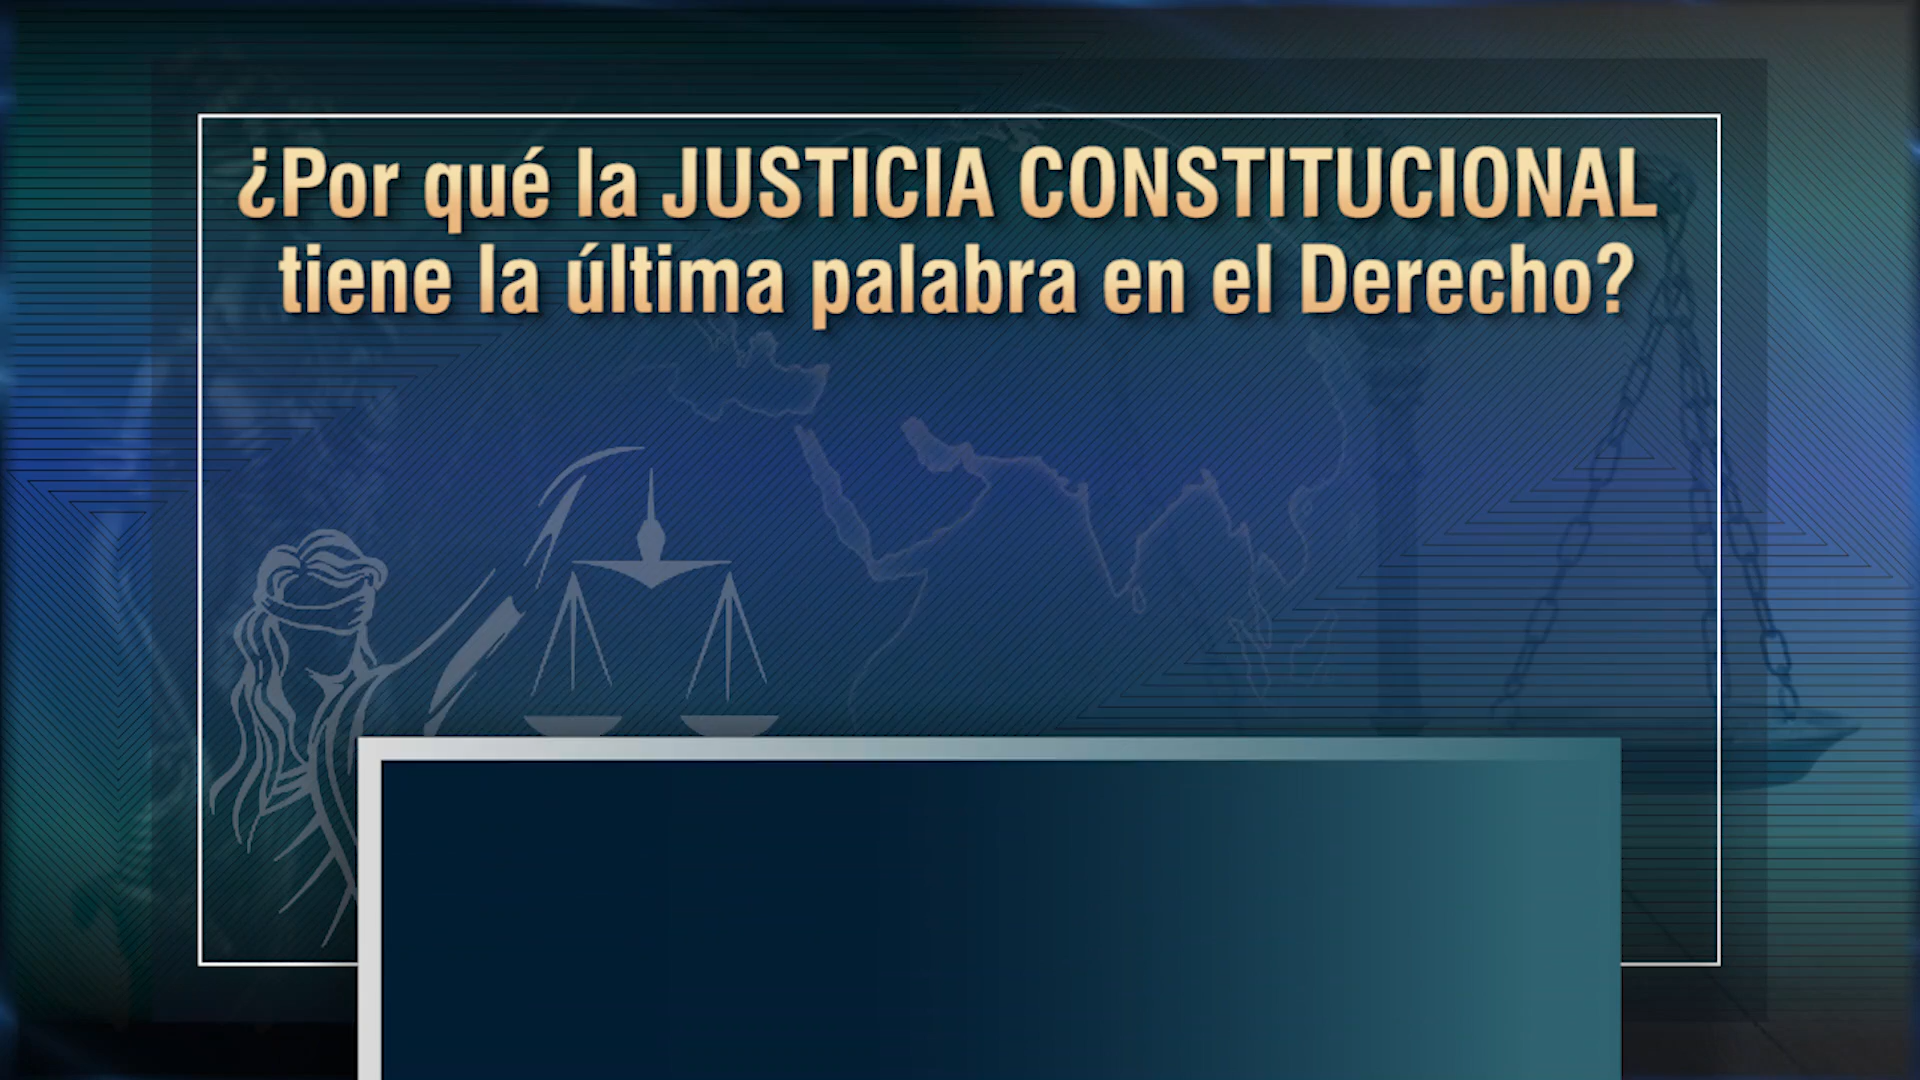 ¿Por qué la JUSTICIA CONSTITUCIONAL
tiene la última palabra en el Derecho?